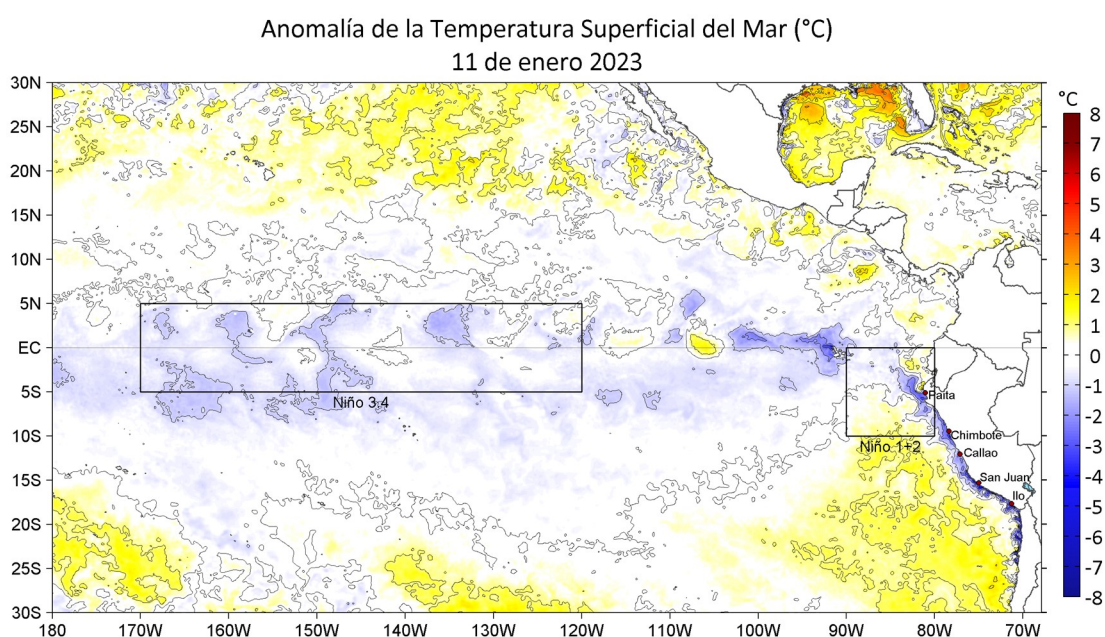 Anomalía de la Temperatura Superficial del Mar (°C)
11 de enero 2023
30N
25N
20N
15N
10N
5N
EC
5S
10S
15S
20S
25S
30S
180
170W
160W
150W
140W
130W
120W
110W
100W
90W
80W
70W
Niño 3.4
Niño 1+2
Paita
Chimbote
Callao
San Juan
Ilo
°C
8
7
6
5
4
3
2
1
0
-1
-2
-3
-4
-5
-6
-7
-8